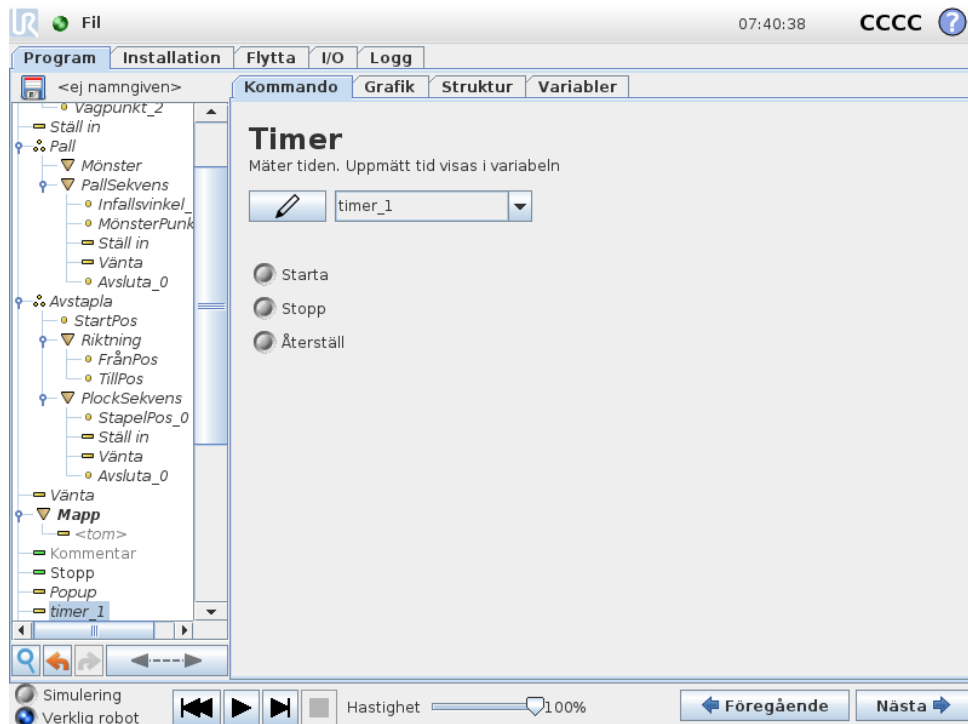 UR Fil 07:40:38 CCCC ?
Program Installation Flytta I/O Logg
<ej namngiven>
Kommando Grafik Struktur Variabler
Vägpunkt_2
Ställ in
Pall
Mönster
PallSekvens
Infallsvinkel_
MönsterPunk
Ställ in
Vänta
Avsluta_0
Avstapla
StartPos
Riktning
FrånPos
TillPos
PlockSekvens
StapelPos_0
Ställ in
Vänta
Avsluta_0
Vänta
Mapp
<tom>
Kommentar
Stopp
Popup
timer_1
Timer
Mäter tiden. Uppmätt tid visas i variabeln
timer_1
Starta
Stopp
Återställ
Simulering
Verklig robot
Hastighet 100%
Föregående
Nästa